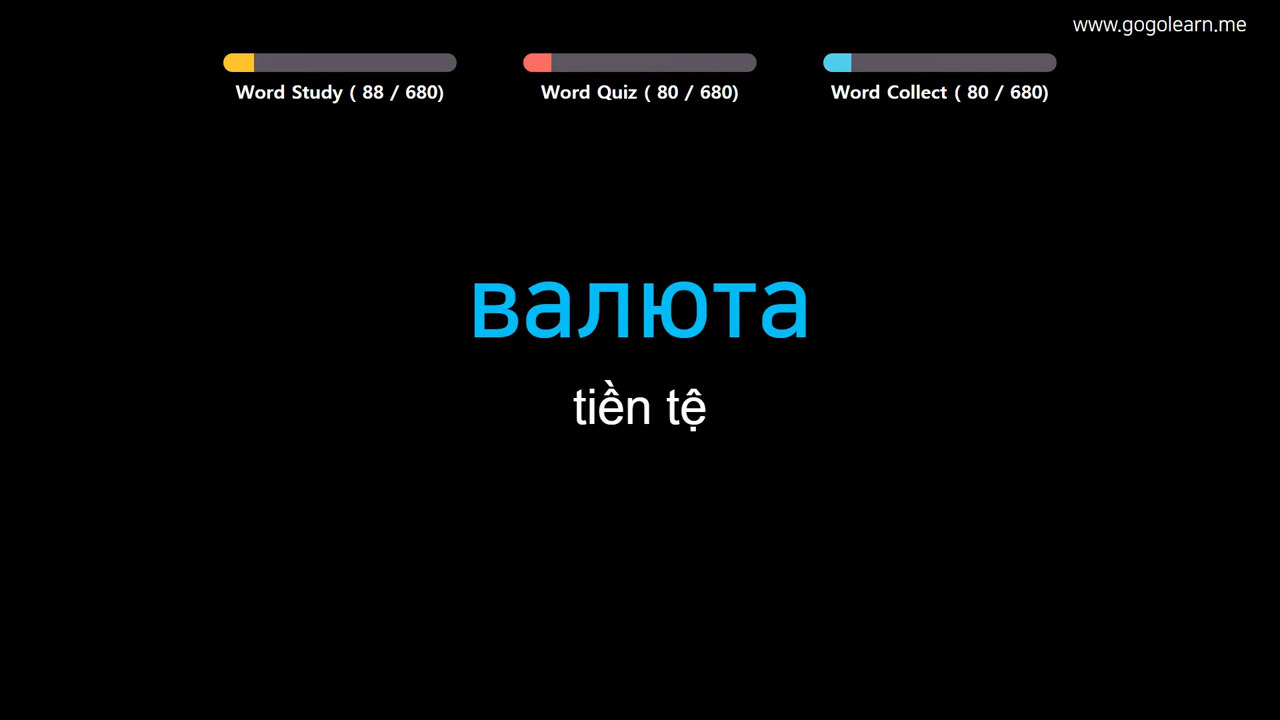 www.gogolearn.me
Word Study ( 88 / 680)
Word Quiz ( 80 / 680)
Word Collect ( 80 / 680)
валюта
tiền tệ